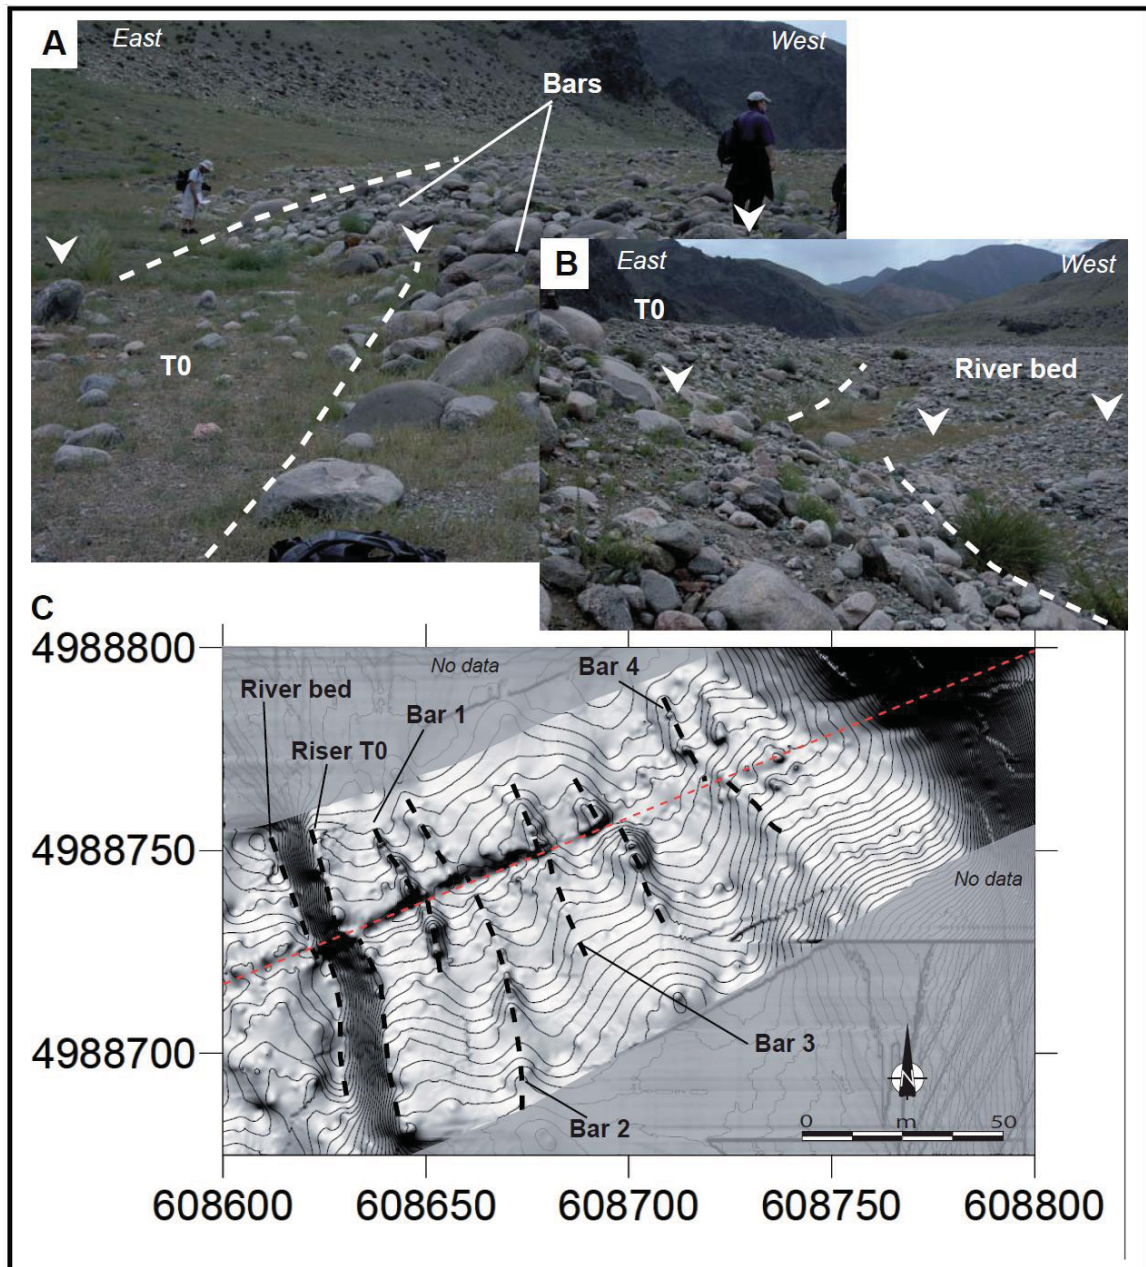 A
East
West
Bars
T0
B
East
West
T0
River bed
C
4988800
4988750
4988700
No data
Bar 4
River bed
Bar 1
Riser T0
No data
Bar 3
Bar 2
N
0 m 50
608600 608650 608700 608750 608800